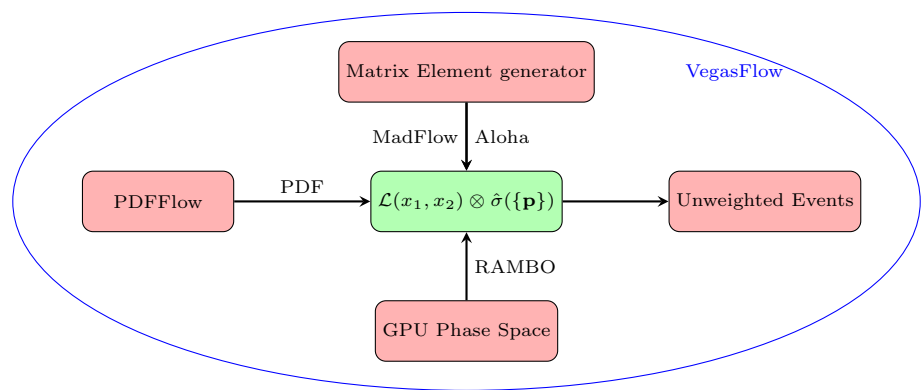 Matrix Element generator
VegasFlow
MadFlow
Aloha
PDFFlow
PDF
ℒ(x₁, x₂) ⊗ σ̂({𝐩})
Unweighted Events
RAMBO
GPU Phase Space